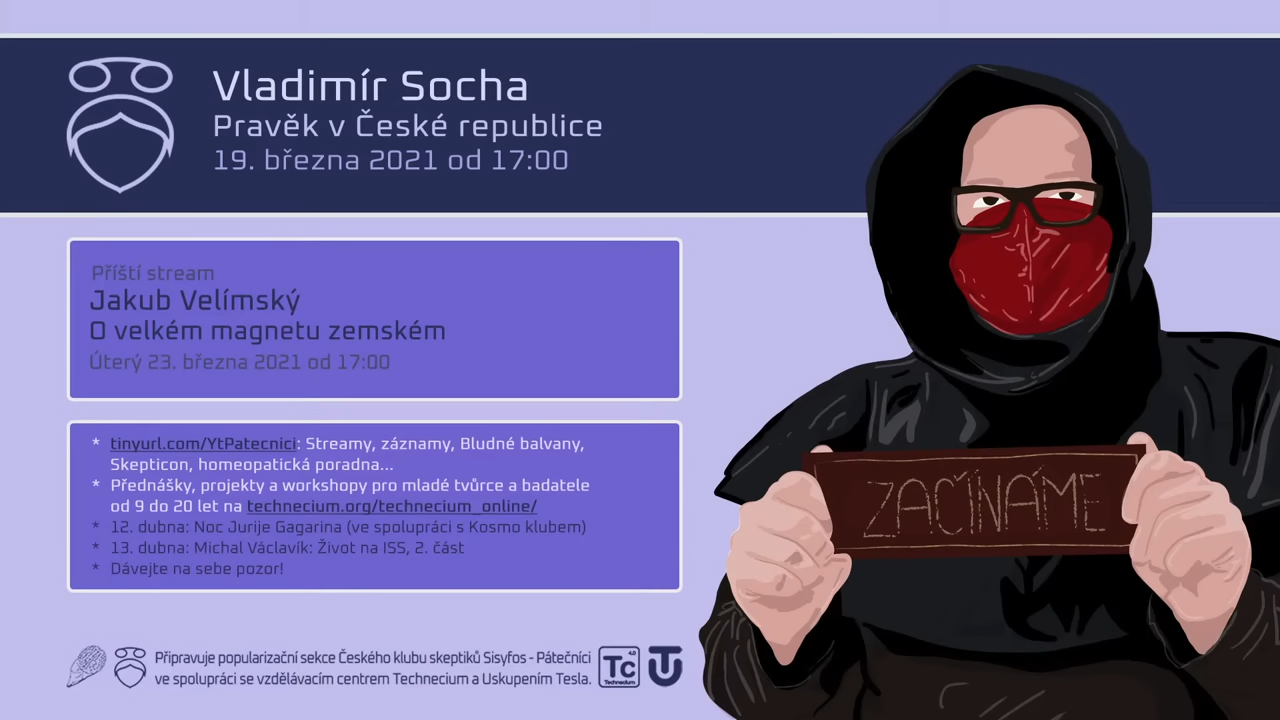 Vladimír Socha
Pravěk v České republice
19. března 2021 od 17:00
Příští stream
Jakub Velímský
O velkém magnetu zemském
Úterý 23. března 2021 od 17:00
* tinyurl.com/YtPatecnici: Streamy, záznamy, Bludné balvany,
Skepticon, homeopatická poradna...
* Přednášky, projekty a workshopy pro mladé tvůrce a badatele
od 9 do 20 let na technecium.org/technecium_online/
* 12. dubna: Noc Jurije Gagarina (ve spolupráci s Kosmo klubem)
* 13. dubna: Michal Václavík: Život na ISS, 2. část
* Dávejte na sebe pozor!
ZAČÍNÁME
Připravuje popularizační sekce Českého klubu skeptiků Sisyfos - Pátečníci
ve spolupráci se vzdělávacím centrem Technecium a Uskupením Tesla.
4.0
Tc
Technecium